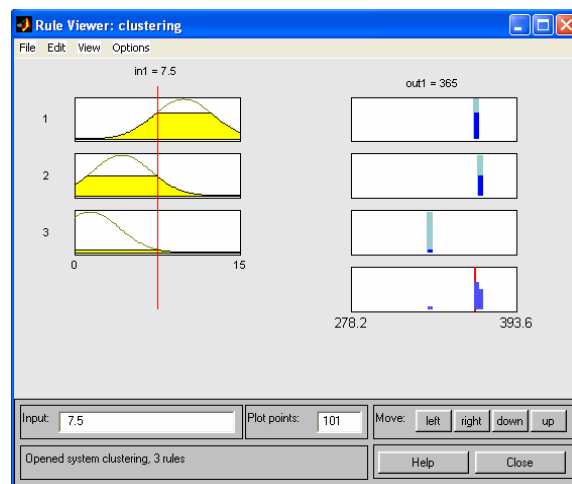 Rule Viewer: clustering
File Edit View Options
in1 = 7.5
out1 = 365
1
2
3
0 15
278.2 393.6
Input: 7.5 Plot points: 101 Move: left right down up
Opened system clustering, 3 rules
Help Close